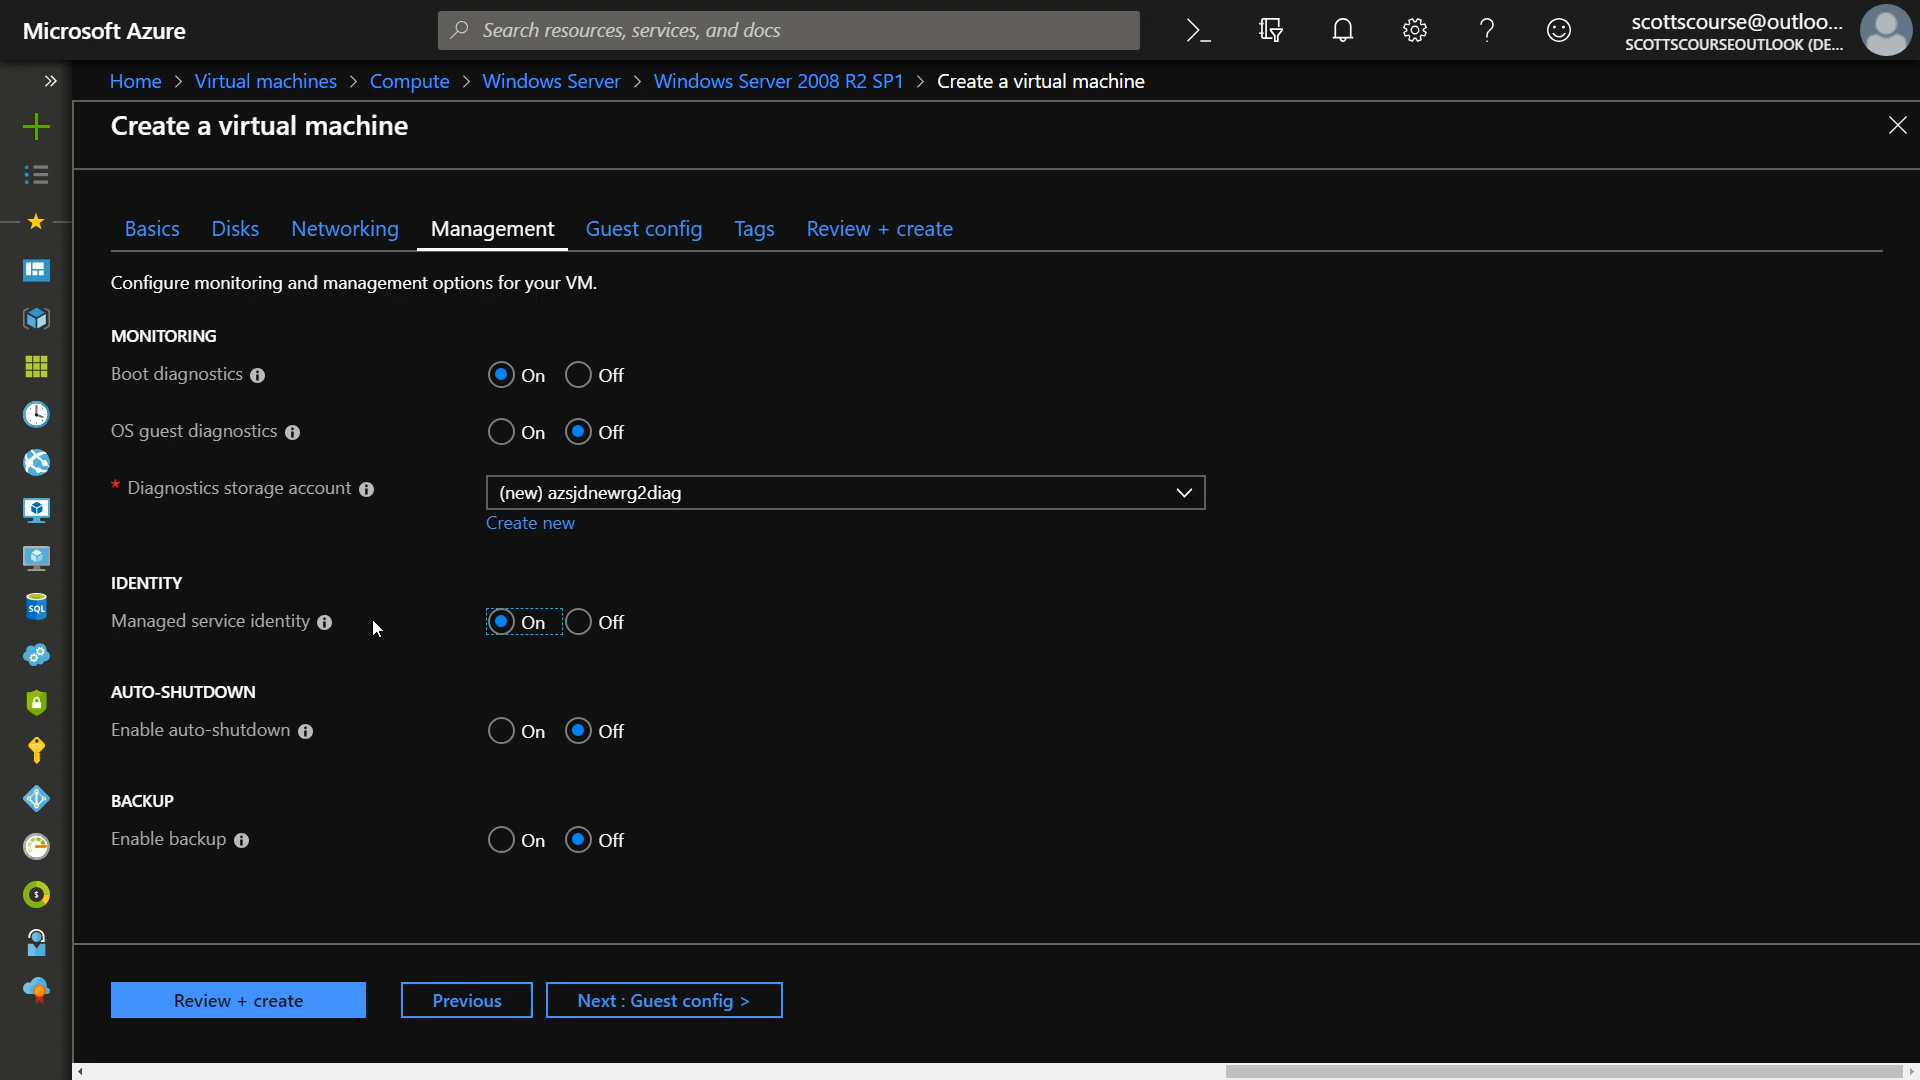 Microsoft Azure
Search resources, services, and docs
scottscourse@outloo...
SCOTTSCOURSEOUTLOOK (DE...
Home > Virtual machines > Compute > Windows Server > Windows Server 2008 R2 SP1 > Create a virtual machine
Create a virtual machine
Basics Disks Networking Management Guest config Tags Review + create
Configure monitoring and management options for your VM.
MONITORING
Boot diagnostics On Off
OS guest diagnostics On Off
* Diagnostics storage account (new) azsjdnewrg2diag
Create new
IDENTITY
Managed service identity On Off
AUTO-SHUTDOWN
Enable auto-shutdown On Off
BACKUP
Enable backup On Off
Review + create Previous Next : Guest config >